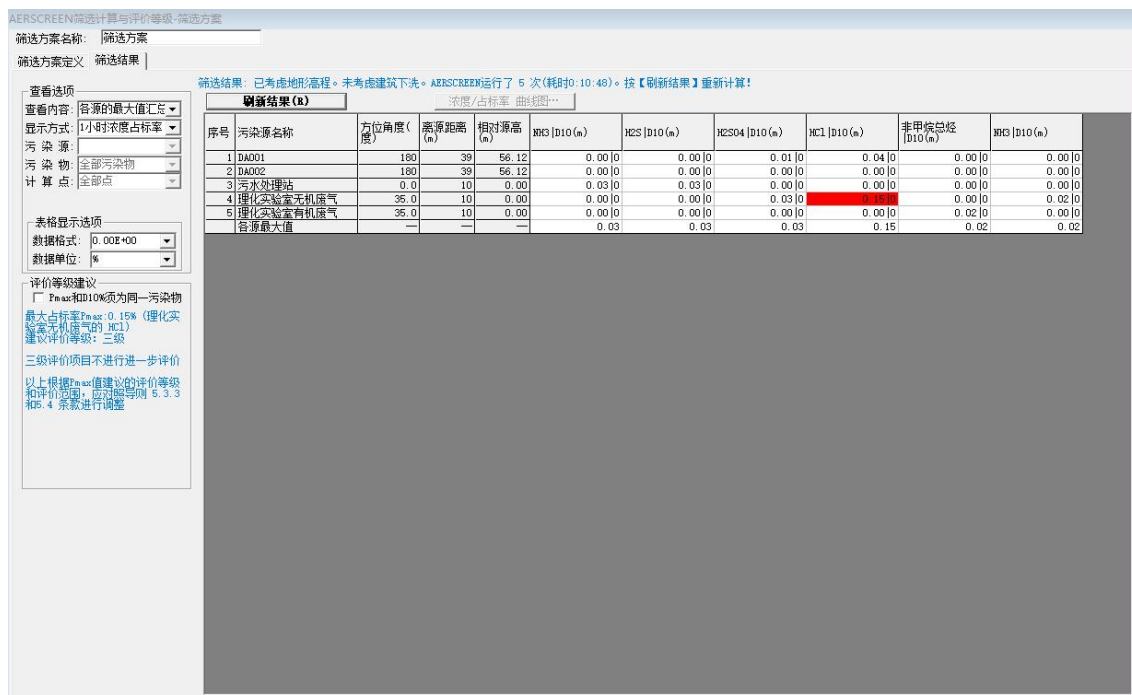 AERSCREEN筛选计算与评价等级-筛选方案
筛选方案名称: 筛选方案
筛选方案定义 筛选结果
筛选结果: 已考虑地形高程。未考虑建筑下洗。AERSCREEN运行了 5 次(耗时0:10:48)。按【刷新结果】重新计算!
查看选项
查看内容: 各源的最大值汇总
显示方式: 1小时浓度占标率
污 染 源:
污 染 物: 全部污染物
计 算 点: 全部点
表格显示选项
数据格式: 0.00E+00
数据单位: %
评价等级建议
Pmax和D10%须为同一污染物
最大占标率Pmax:0.15% (理化实
验室无机废气的 HCl)
建议评价等级: 三级
三级评价项目不进行进一步评价
以上根据Pmax值建议的评价等级
和评价范围,应对照导则 5.3.3
和5.4 条款进行调整
刷新结果(R) 浓度/占标率 曲线图…
序号 污染源名称 方位角度(度) 离源距离(m) 相对源高(m) NH3|D10(m) H2S|D10(m) H2SO4|D10(m) HCl|D10(m) 非甲烷总烃|D10(m) NH3|D10(m)
1 DA001 180 39 56.12 0.00|0 0.00|0 0.01|0 0.04|0 0.00|0 0.00|0
2 DA002 180 39 56.12 0.00|0 0.00|0 0.00|0 0.00|0 0.00|0 0.00|0
3 污水处理站 0.0 10 0.00 0.03|0 0.03|0 0.00|0 0.00|0 0.00|0 0.00|0
4 理化实验室无机废气 35.0 10 0.00 0.00|0 0.00|0 0.03|0 0.15|0 0.00|0 0.02|0
5 理化实验室有机废气 35.0 10 0.00 0.00|0 0.00|0 0.00|0 0.00|0 0.02|0 0.00|0
各源最大值 — — — 0.03 0.03 0.03 0.15 0.02 0.02